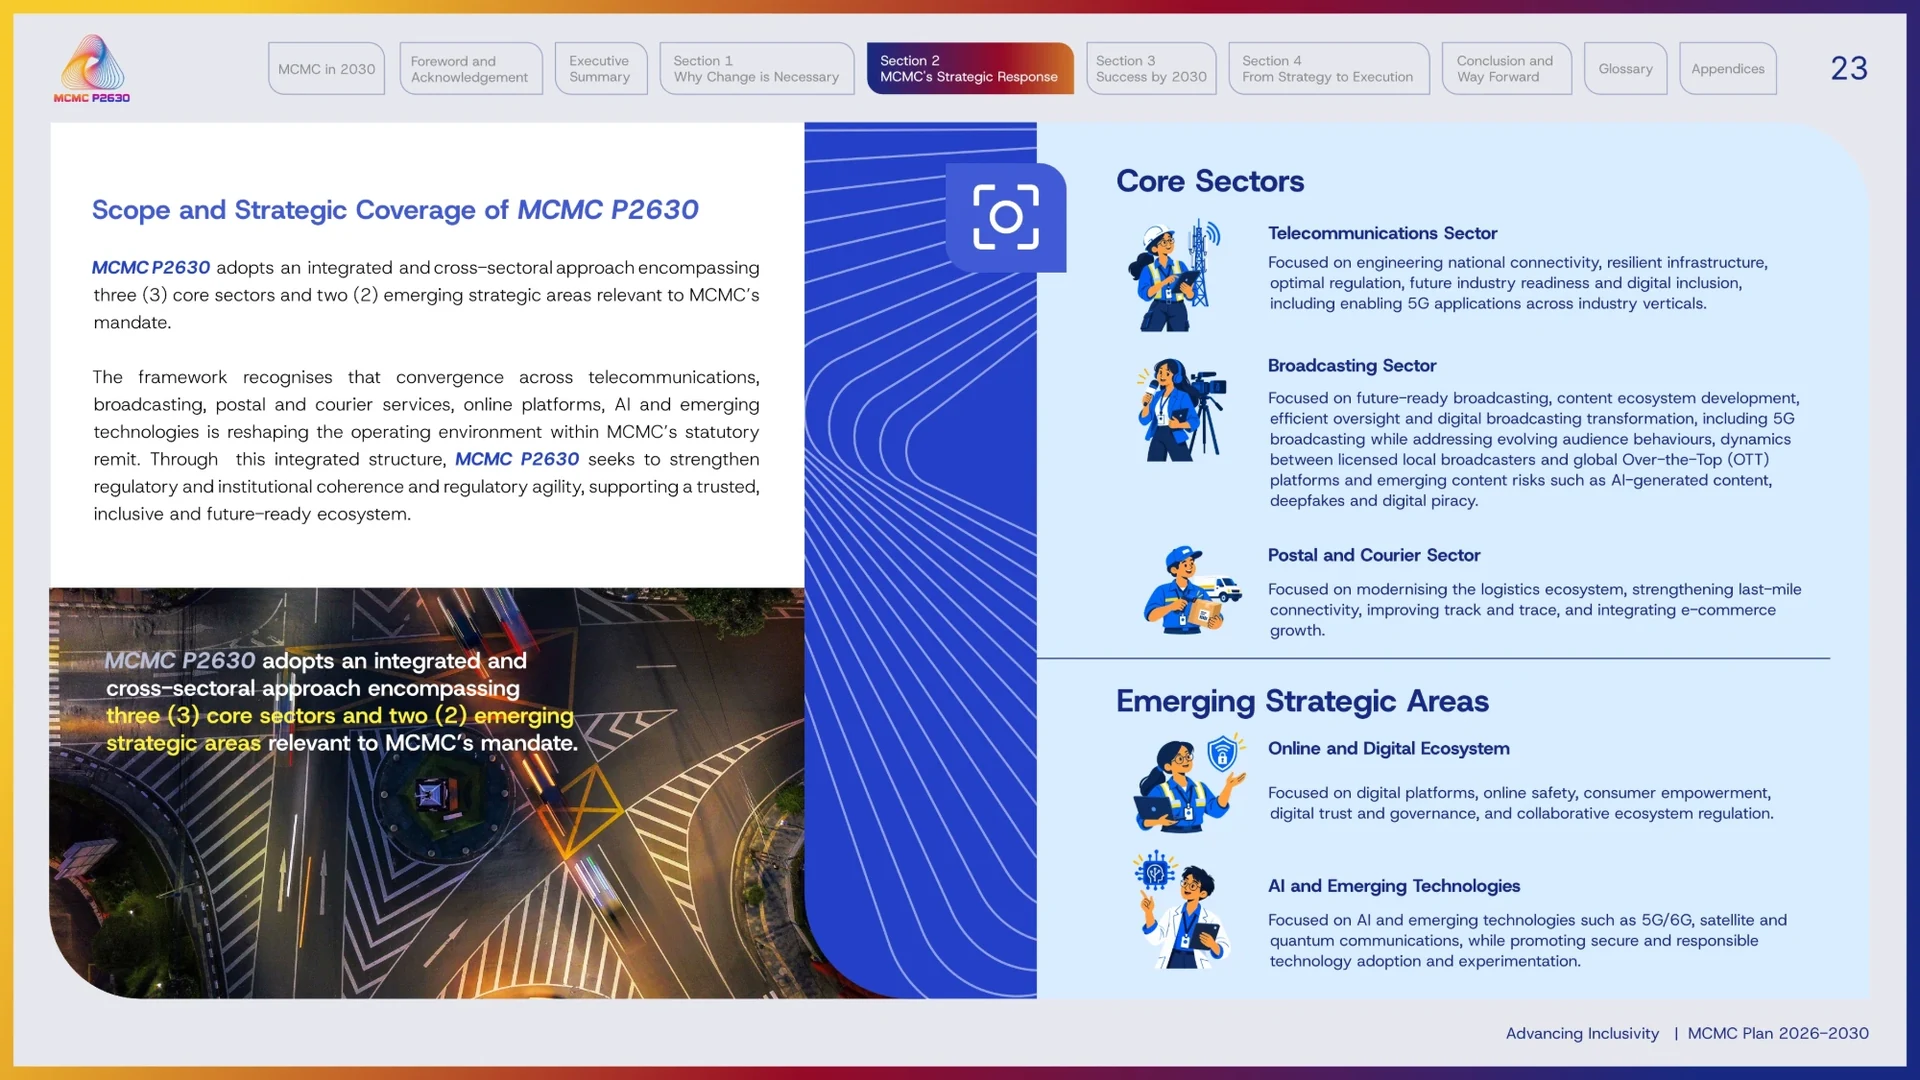 MCMC P2630
MCMC in 2030
Foreword and
Acknowledgement
Executive
Summary
Section 1
Why Change is Necessary
Section 2
MCMC's Strategic Response
Section 3
Success by 2030
Section 4
From Strategy to Execution
Conclusion and
Way Forward
Glossary
Appendices
23
Scope and Strategic Coverage of MCMC P2630
MCMC P2630 adopts an integrated and cross-sectoral approach encompassing
three (3) core sectors and two (2) emerging strategic areas relevant to MCMC's
mandate.
The framework recognises that convergence across telecommunications,
broadcasting, postal and courier services, online platforms, AI and emerging
technologies is reshaping the operating environment within MCMC's statutory
remit. Through this integrated structure, MCMC P2630 seeks to strengthen
regulatory and institutional coherence and regulatory agility, supporting a trusted,
inclusive and future-ready ecosystem.
MCMC P2630 adopts an integrated and
cross-sectoral approach encompassing
three (3) core sectors and two (2) emerging
strategic areas relevant to MCMC's mandate.
Core Sectors
Telecommunications Sector
Focused on engineering national connectivity, resilient infrastructure,
optimal regulation, future industry readiness and digital inclusion,
including enabling 5G applications across industry verticals.
Broadcasting Sector
Focused on future-ready broadcasting, content ecosystem development,
efficient oversight and digital broadcasting transformation, including 5G
broadcasting while addressing evolving audience behaviours, dynamics
between licensed local broadcasters and global Over-the-Top (OTT)
platforms and emerging content risks such as AI-generated content,
deepfakes and digital piracy.
Postal and Courier Sector
Focused on modernising the logistics ecosystem, strengthening last-mile
connectivity, improving track and trace, and integrating e-commerce
growth.
Emerging Strategic Areas
Online and Digital Ecosystem
Focused on digital platforms, online safety, consumer empowerment,
digital trust and governance, and collaborative ecosystem regulation.
AI and Emerging Technologies
Focused on AI and emerging technologies such as 5G/6G, satellite and
quantum communications, while promoting secure and responsible
technology adoption and experimentation.
Advancing Inclusivity | MCMC Plan 2026-2030